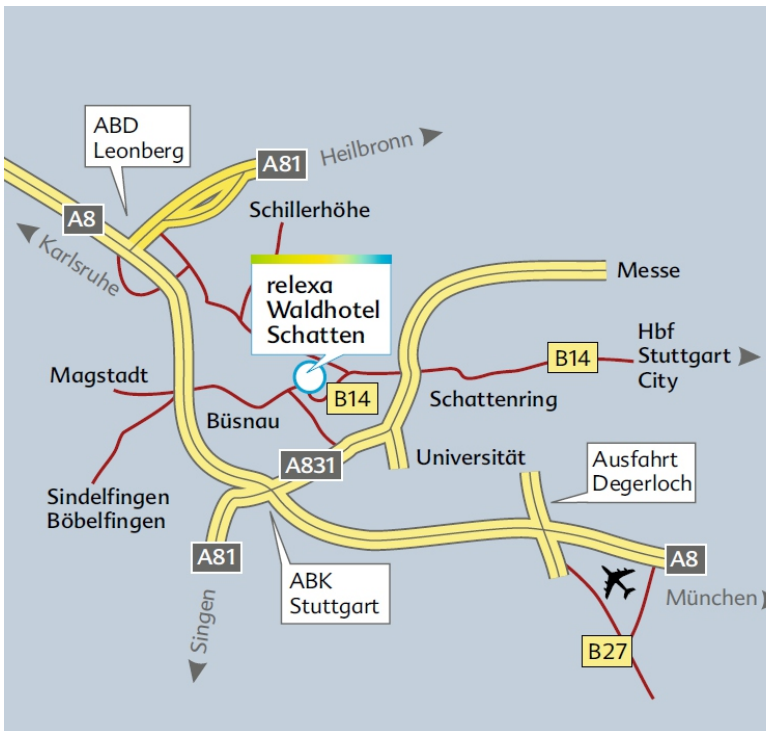 ABD
Leonberg
A81
Heilbronn
A8
Schillerhöhe
Karlsruhe
relexa
Waldhotel
Schatten
Messe
Hbf
Stuttgart
City
B14
Magstadt
B14
Schattenring
Büsnau
A831
Universität
Ausfahrt
Degerloch
Sindelfingen
Böbelfingen
A81
A8
ABK
Stuttgart
München
Singen
B27